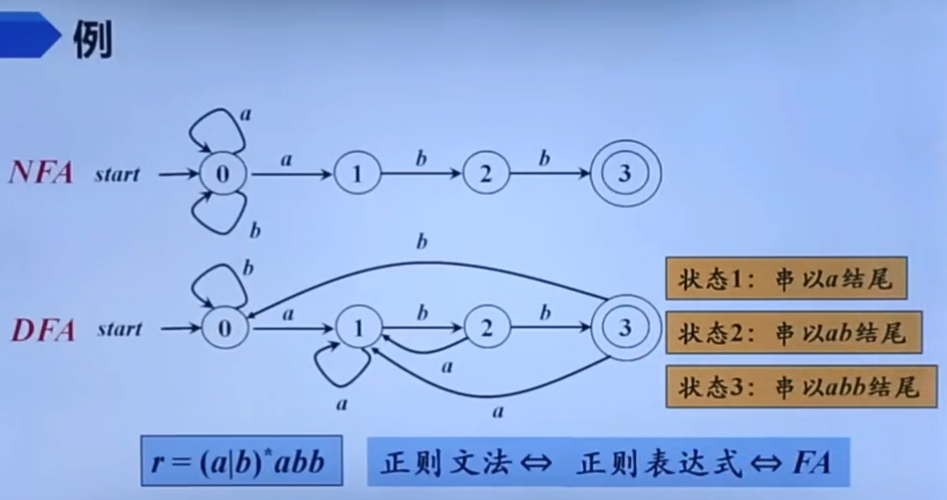 例
a
NFA start 0 a 1 b 2 b 3
b
b
b
状态1：串以a结尾
DFA start 0 a 1 b 2 b 3
状态2：串以ab结尾
a
a
a
状态3：串以abb结尾
r = (a|b)*abb
正则文法⇔ 正则表达式⇔FA